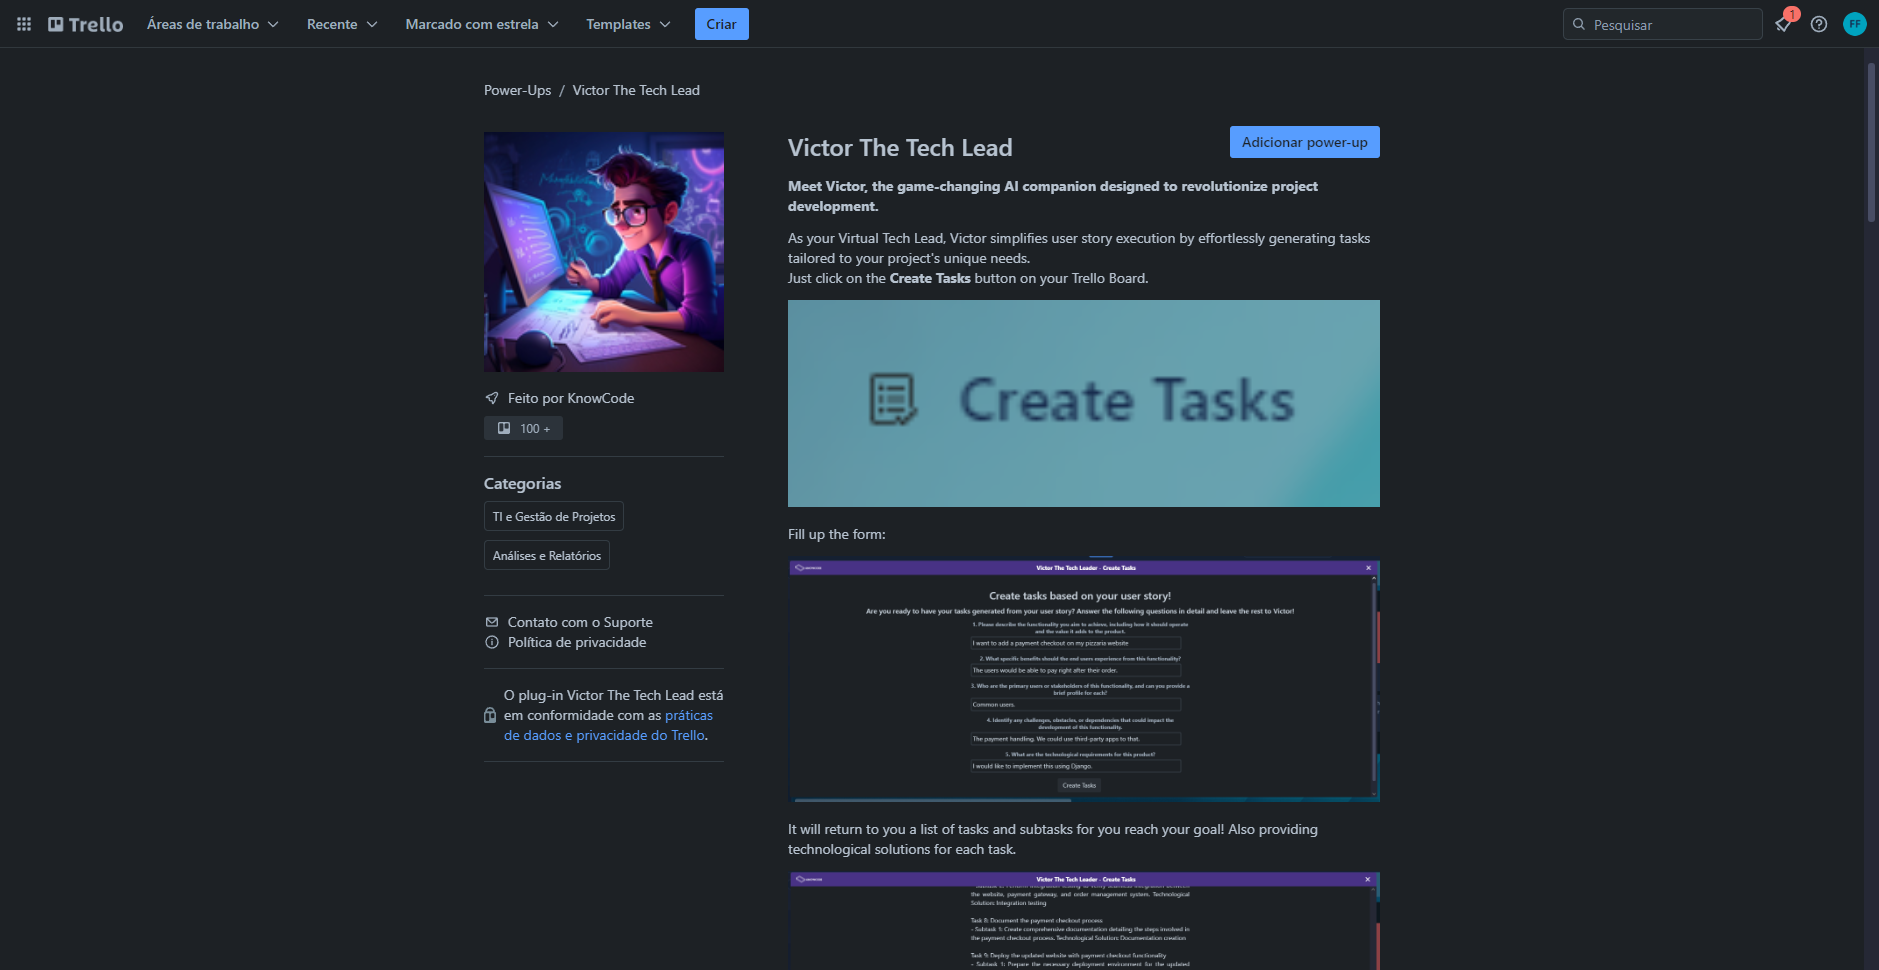 Trello
Áreas de trabalho
Recente
Marcado com estrela
Templates
Criar
Pesquisar
1
FF
Power-Ups / Victor The Tech Lead
Feito por KnowCode
100 +
Categorias
TI e Gestão de Projetos
Análises e Relatórios
Contato com o Suporte
Política de privacidade
O plug-in Victor The Tech Lead está
em conformidade com as práticas
de dados e privacidade do Trello.
Victor The Tech Lead
Adicionar power-up
Meet Victor, the game-changing AI companion designed to revolutionize project
development.
As your Virtual Tech Lead, Victor simplifies user story execution by effortlessly generating tasks
tailored to your project's unique needs.
Just click on the Create Tasks button on your Trello Board.
Create Tasks
Fill up the form:
Victor The Tech Leader - Create Tasks
Create tasks based on your user story!
Are you ready to have your tasks generated from your user story? Answer the following questions in detail and leave the rest to Victor!
1. Please describe the functionality you aim to achieve, including how it should operate
and the value it adds to the product.
I want to add a payment checkout on my pizzaria website
2. What specific benefits should the end users experience from this functionality?
The users would be able to pay right after their order.
3. Who are the primary users or stakeholders of this functionality, and can you provide a
brief profile for each?
Common users.
4. Identify any challenges, obstacles, or dependencies that could impact the
development of this functionality.
The payment handling. We could use third-party apps to that.
5. What are the technological requirements for this product?
I would like to implement this using Django.
Create Tasks
It will return to you a list of tasks and subtasks for you reach your goal! Also providing
technological solutions for each task.
Victor The Tech Leader - Create Tasks
the website, payment gateway, and order management system. Technological
Solution: Integration testing
Task 8: Document the payment checkout process
- Subtask 1: Create comprehensive documentation detailing the steps involved in
the payment checkout process. Technological Solution: Documentation creation
Task 9: Deploy the updated website with payment checkout functionality
- Subtask 1: Prepare the necessary deployment environment for the updated